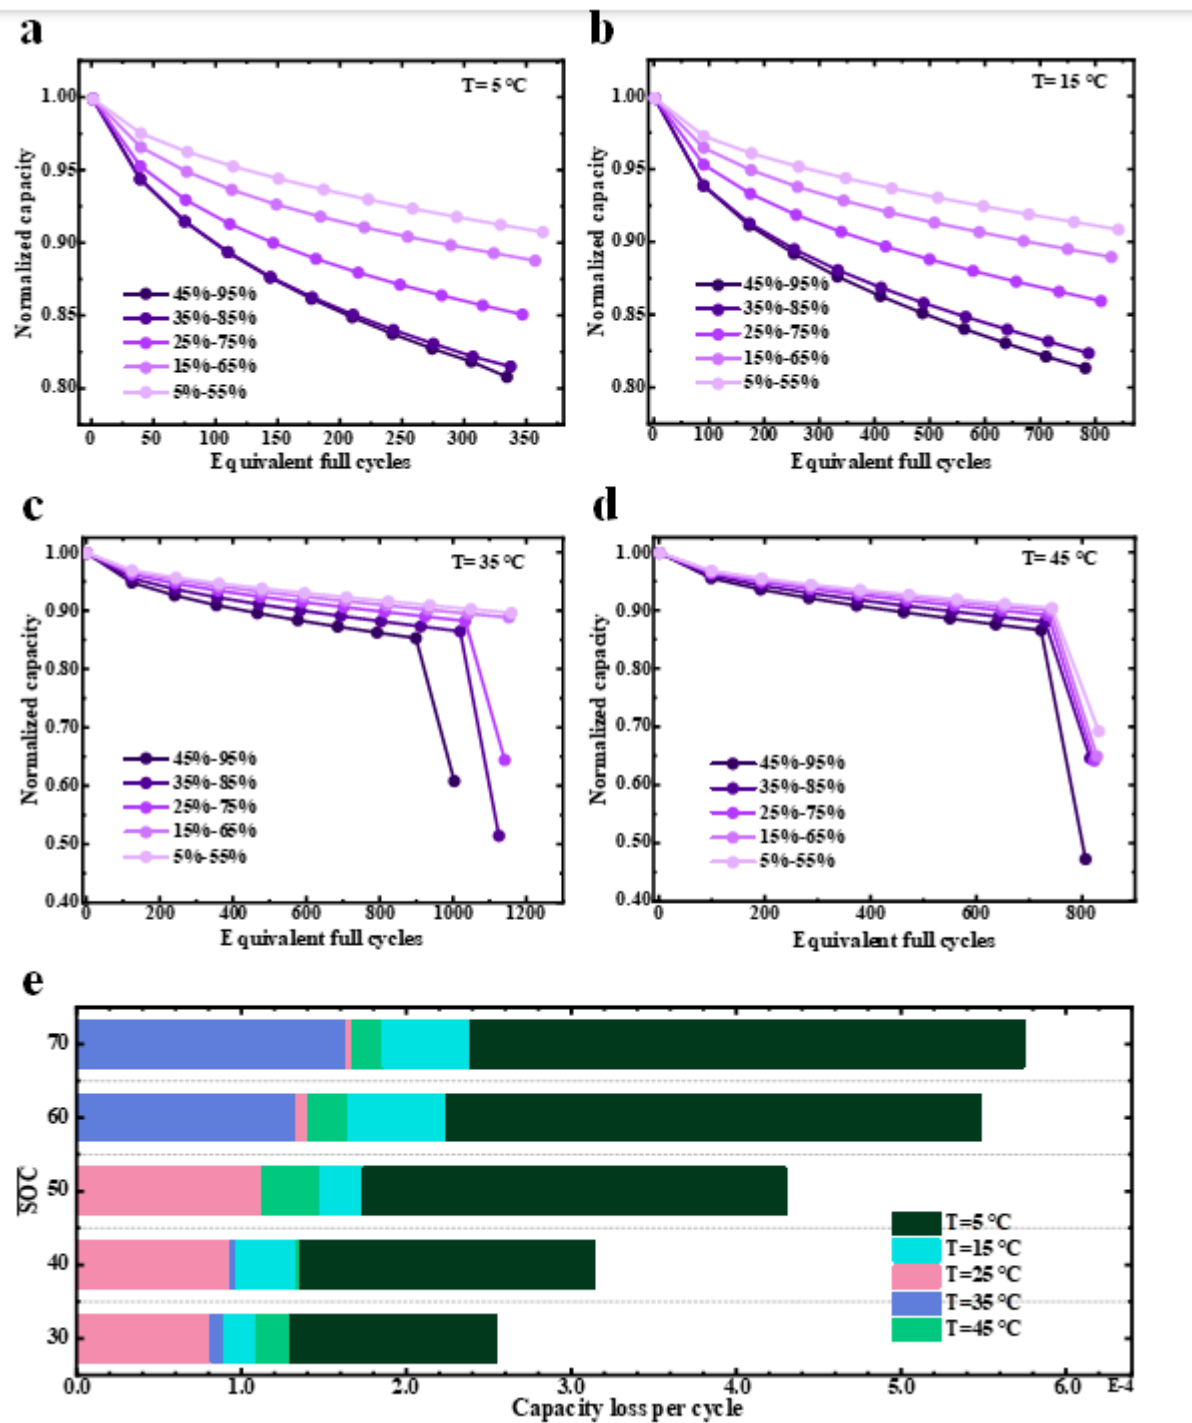 a
T= 5 °C
Normalized capacity
1.00
0.95
0.90
0.85
0.80
45%-95%
35%-85%
25%-75%
15%-65%
5%-55%
0 50 100 150 200 250 300 350
Equivalent full cycles
b
T= 15 °C
Normalized capacity
1.00
0.95
0.90
0.85
0.80
45%-95%
35%-85%
25%-75%
15%-65%
5%-55%
0 100 200 300 400 500 600 700 800
Equivalent full cycles
c
T= 35 °C
Normalized capacity
1.00
0.90
0.80
0.70
0.60
0.50
0.40
45%-95%
35%-85%
25%-75%
15%-65%
5%-55%
0 200 400 600 800 1000 1200
Equivalent full cycles
d
T= 45 °C
Normalized capacity
1.00
0.90
0.80
0.70
0.60
0.50
0.40
45%-95%
35%-85%
25%-75%
15%-65%
5%-55%
0 200 400 600 800
Equivalent full cycles
e
SOC
70
60
50
40
30
T=5 °C
T=15 °C
T=25 °C
T=35 °C
T=45 °C
0.0 1.0 2.0 3.0 4.0 5.0 6.0 E-4
Capacity loss per cycle